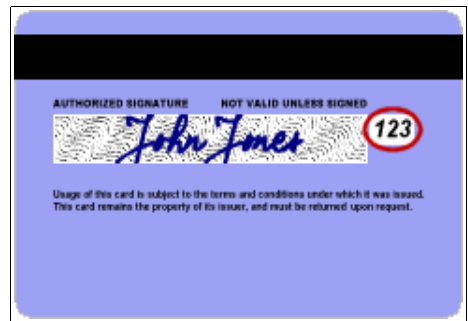 AUTHORIZED SIGNATURE NOT VALID UNLESS SIGNED
John Jones 123
Usage of this card is subject to the terms and conditions under which it was issued.
This card remains the property of its issuer, and must be returned upon request.